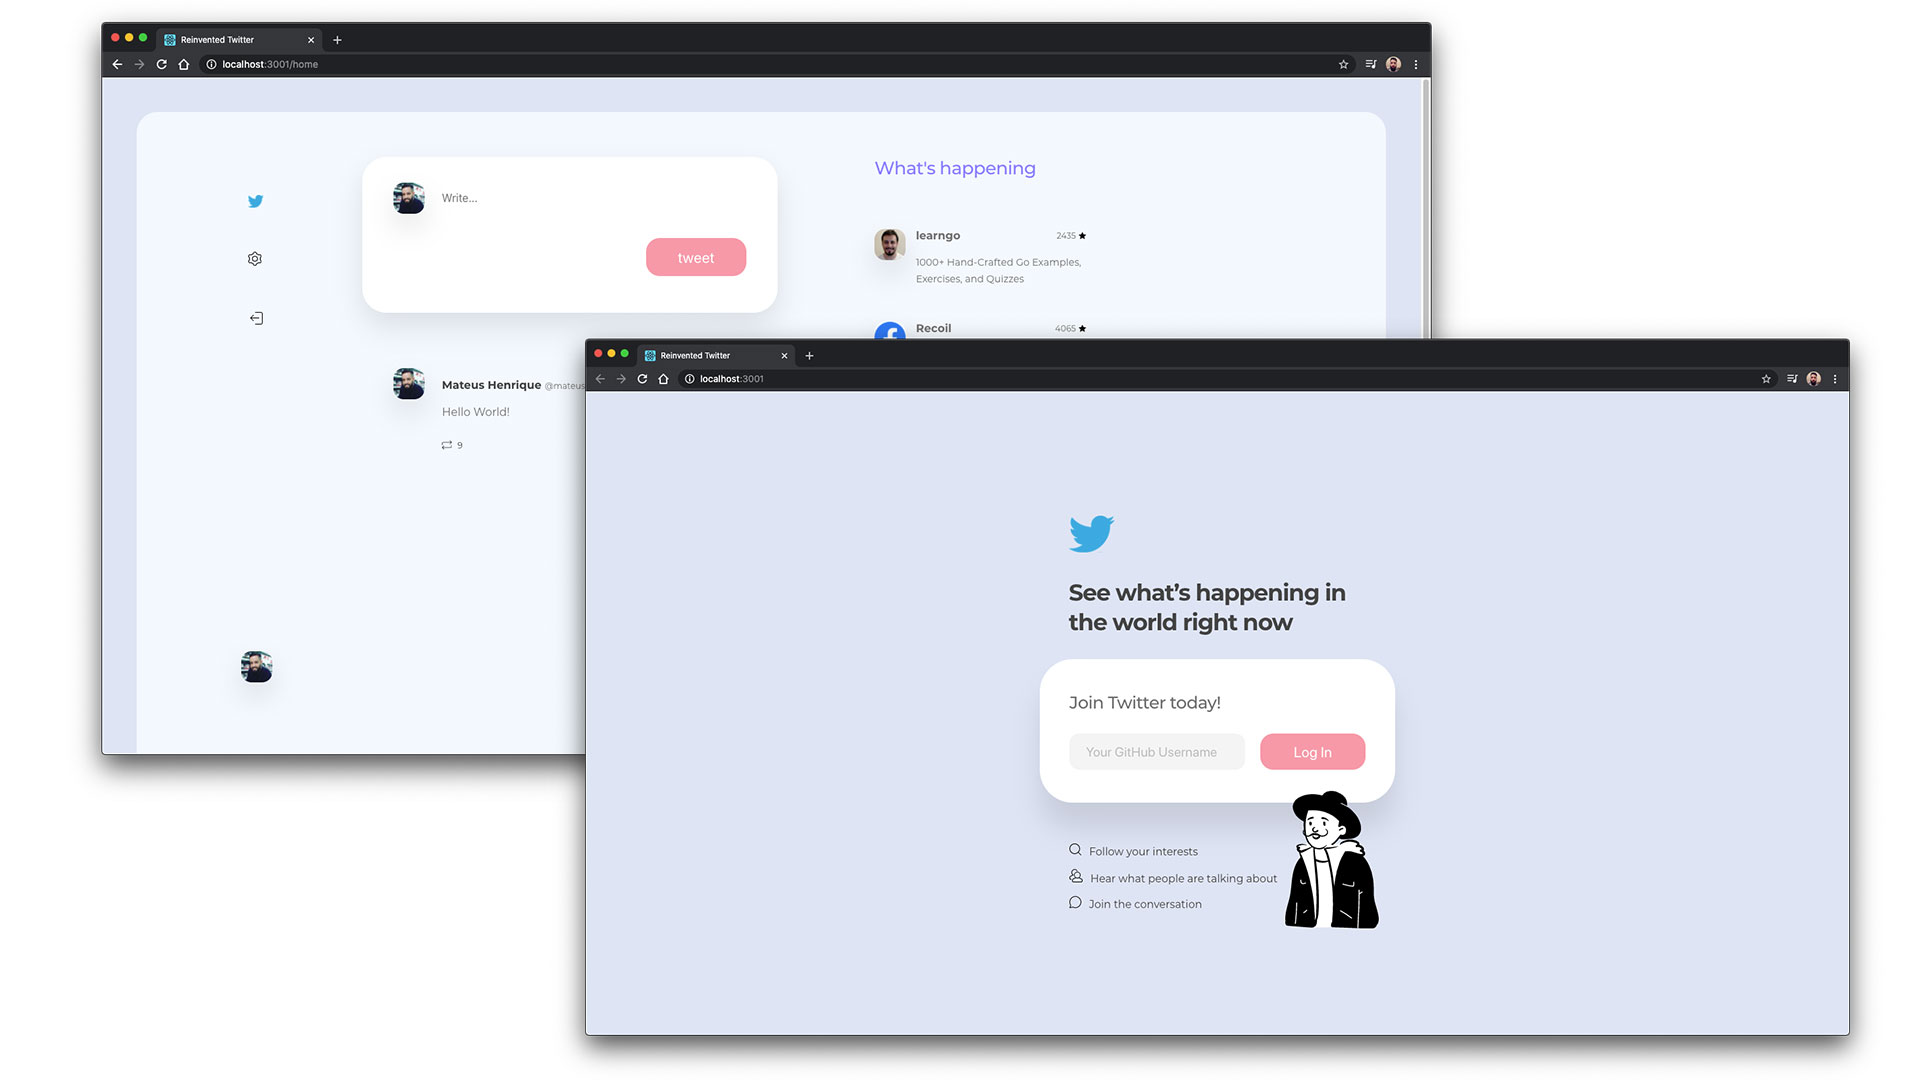 Reinvented Twitter
localhost:3001/home
Write...
tweet
Mateus Henrique @mateus
Hello World!
9
What's happening
learngo 2435
1000+ Hand-Crafted Go Examples,
Exercises, and Quizzes
Recoil 4065
Reinvented Twitter
localhost:3001
See what’s happening in
the world right now
Join Twitter today!
Your GitHub Username
Log In
Follow your interests
Hear what people are talking about
Join the conversation